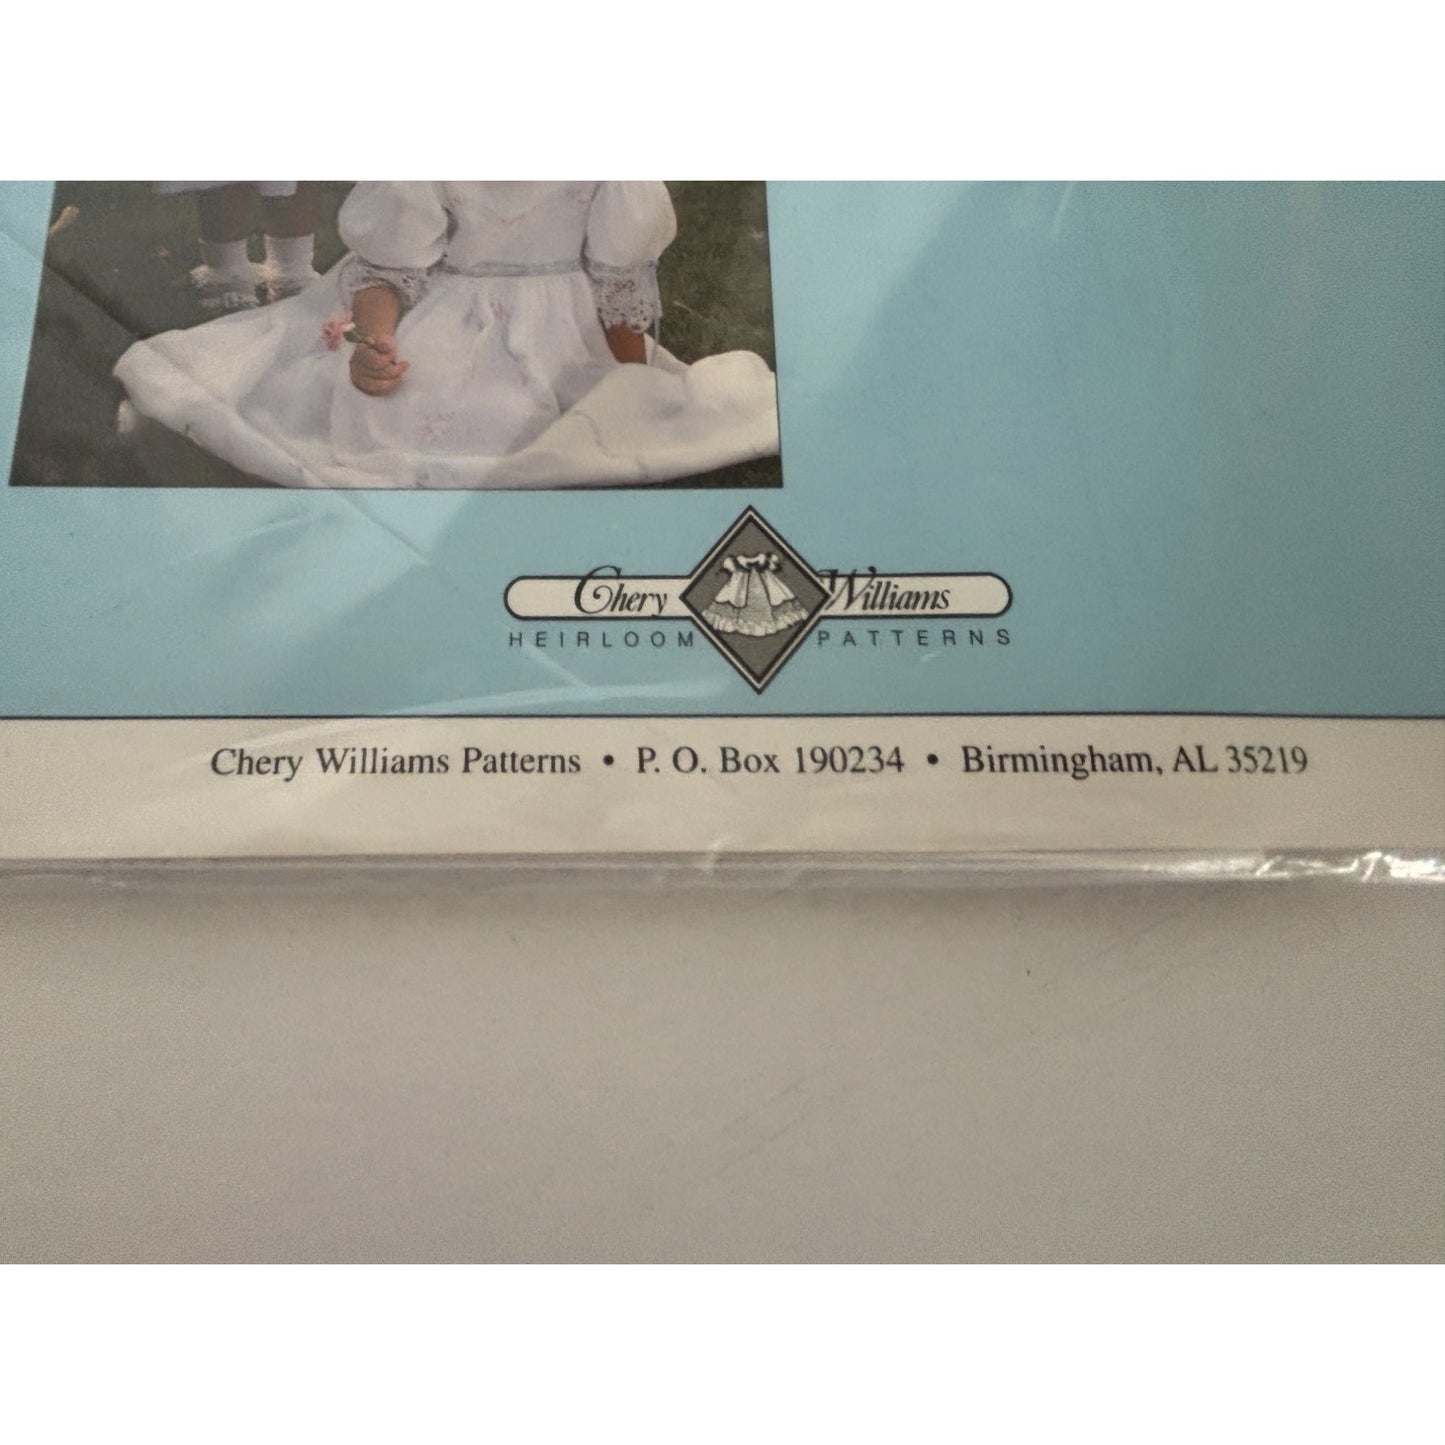 Chery Williams
HEIRLOOM PATTERNS
Chery Williams Patterns • P. O. Box 190234 • Birmingham, AL 35219